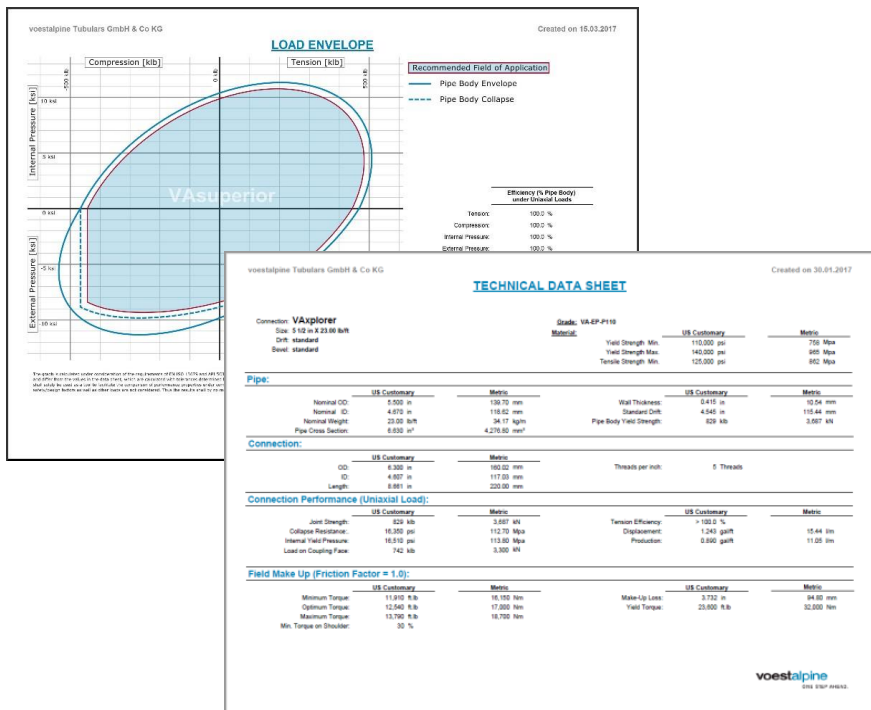 voestalpine Tubulars GmbH & Co KG
Created on 15.03.2017
LOAD ENVELOPE
Compression [klb]
Tension [klb]
-500 klb
0 klb
500 klb
Internal Pressure [ksi]
External Pressure [ksi]
10 ksi
5 ksi
0 ksi
-5 ksi
-10 ksi
VAsuperior
Recommended Field of Application
Pipe Body Envelope
Pipe Body Collapse
Efficiency (% Pipe Body)
under Uniaxial Loads
Tension: 100.0 %
Compression: 100.0 %
Internal Pressure: 100.0 %
External Pressure: 100.0 %
voestalpine Tubulars GmbH & Co KG
Created on 30.01.2017
TECHNICAL DATA SHEET
Connection: VAxplorer
Size: 5 1/2 in X 23.00 lb/ft
Drift: standard
Bevel: standard
Grade: VA-EP-P110
Material: US Customary Metric
Yield Strength Min. 110,000 psi 758 Mpa
Yield Strength Max. 140,000 psi 965 Mpa
Tensile Strength Min. 125,000 psi 862 Mpa
Pipe:
US Customary Metric US Customary Metric
Nominal OD: 5.500 in 139.70 mm Wall Thickness: 0.415 in 10.54 mm
Nominal ID: 4.670 in 118.62 mm Standard Drift: 4.545 in 115.44 mm
Nominal Weight: 23.00 lb/ft 34.17 kg/m Pipe Body Yield Strength: 829 klb 3,687 kN
Pipe Cross Section: 6.630 in² 4,276.80 mm²
Connection:
US Customary Metric
OD: 6.300 in 160.02 mm Threads per inch: 5 Threads
ID: 4.607 in 117.03 mm
Length: 8.661 in 220.00 mm
Connection Performance (Uniaxial Load):
US Customary Metric US Customary Metric
Joint Strength: 829 klb 3,687 kN Tension Efficiency: > 100.0 %
Collapse Resistance: 16,350 psi 112.70 Mpa Displacement: 1.243 gal/ft 15.44 l/m
Internal Yield Pressure: 16,510 psi 113.80 Mpa Production: 0.890 gal/ft 11.05 l/m
Load on Coupling Face: 742 klb 3,300 kN
Field Make Up (Friction Factor = 1.0):
US Customary Metric US Customary Metric
Minimum Torque: 11,910 ft.lb 16,150 Nm Make-Up Loss: 3.732 in 94.80 mm
Optimum Torque: 12,540 ft.lb 17,000 Nm Yield Torque: 23,600 ft.lb 32,000 Nm
Maximum Torque: 13,790 ft.lb 18,700 Nm
Min. Torque on Shoulder: 30 %
voestalpine
ONE STEP AHEAD.